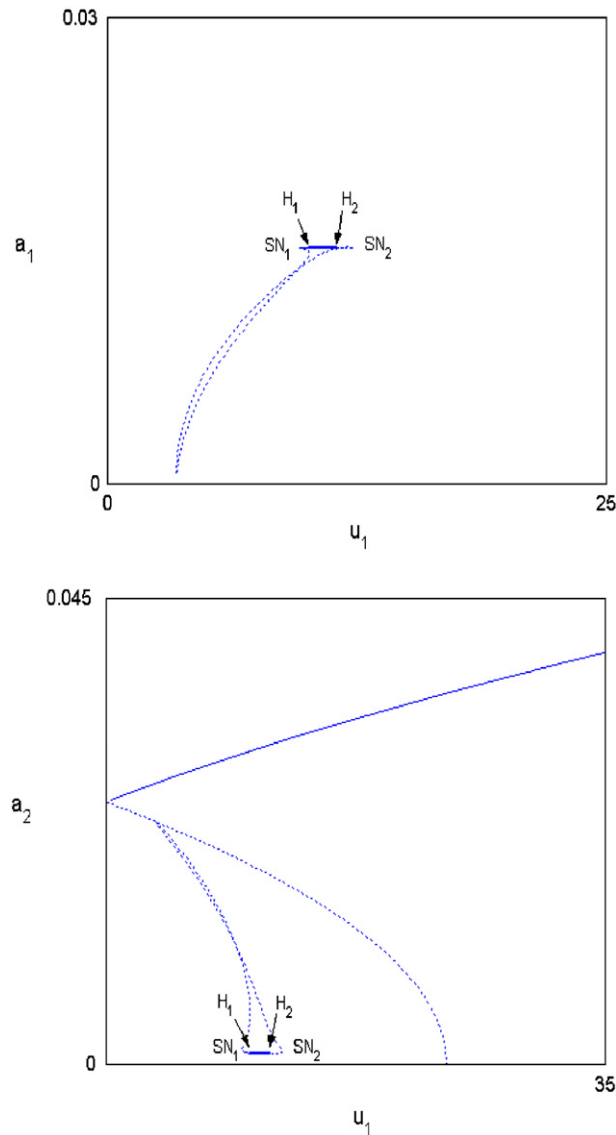 0.03
H₁ H₂
a₁
SN₁ SN₂
0
0 25
u₁
0.045
a₂
H₁ H₂
SN₁ SN₂
0
35
u₁